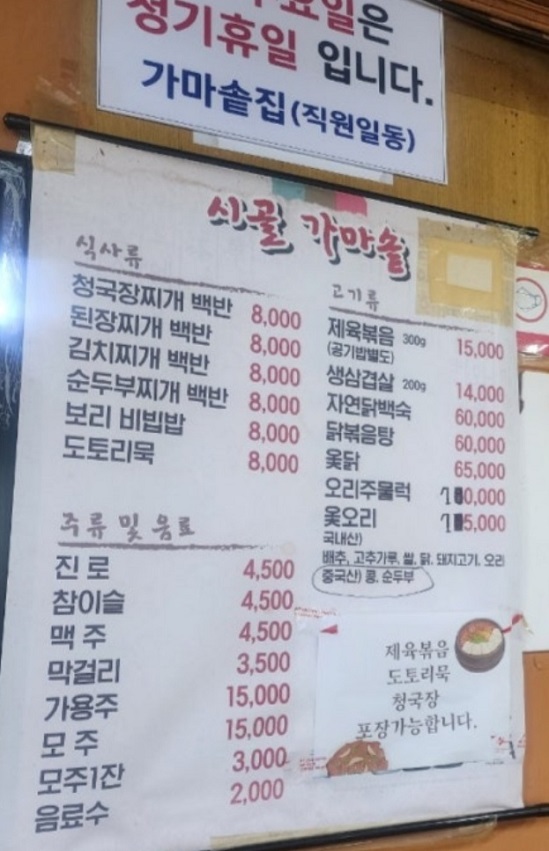 요일은
정기휴일 입니다.
가마솥집(직원일동)
시골 가마솥
식사류
청국장찌개 백반 8,000
된장찌개 백반 8,000
김치찌개 백반 8,000
순두부찌개 백반 8,000
보리 비빔밥 8,000
도토리묵 8,000
주류 및 음료
진 로 4,500
참이슬 4,500
맥 주 4,500
막걸리 3,500
가용주 15,000
모 주 15,000
모주1잔 3,000
음료수 2,000
고기류
제육볶음 300g 15,000
(공기밥별도)
생삼겹살 200g 14,000
자연닭백숙 60,000
닭볶음탕 60,000
옻닭 65,000
오리주물럭
옻오리
국내산)
배추, 고추가루, 쌀, 닭, 돼지고기, 오리
중국산) 콩, 순두부
제육볶음
도토리묵
청국장
포장가능합니다.